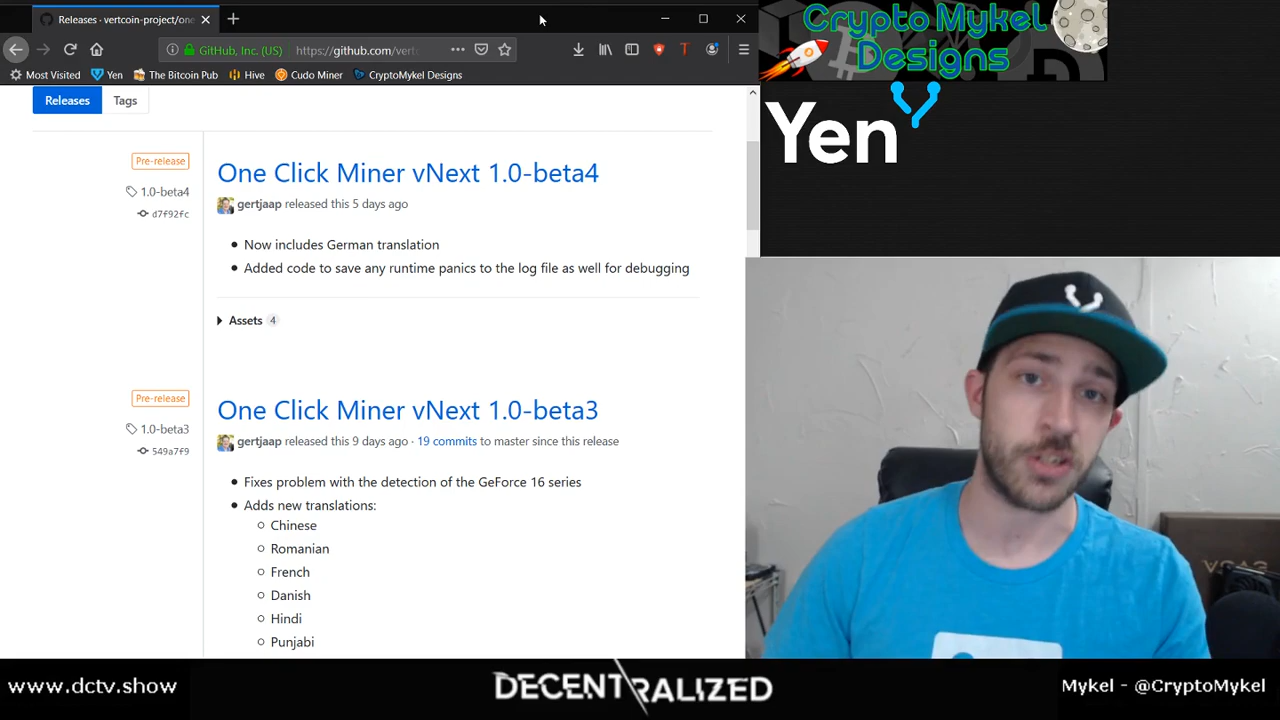 Releases - vertcoin-project/one
GitHub, Inc. (US)
https://github.com/vertc
Most Visited
Yen
The Bitcoin Pub
Hive
Cudo Miner
CryptoMykel Designs
Releases
Tags
Pre-release
1.0-beta4
d7f92fc
One Click Miner vNext 1.0-beta4
gertjaap released this 5 days ago
Now includes German translation
Added code to save any runtime panics to the log file as well for debugging
Assets 4
Pre-release
1.0-beta3
549a7f9
One Click Miner vNext 1.0-beta3
gertjaap released this 9 days ago · 19 commits to master since this release
Fixes problem with the detection of the GeForce 16 series
Adds new translations:
Chinese
Romanian
French
Danish
Hindi
Punjabi
Crypto Mykel
Designs
Yen
www.dctv.show
DECENTRALIZED
Mykel - @CryptoMykel